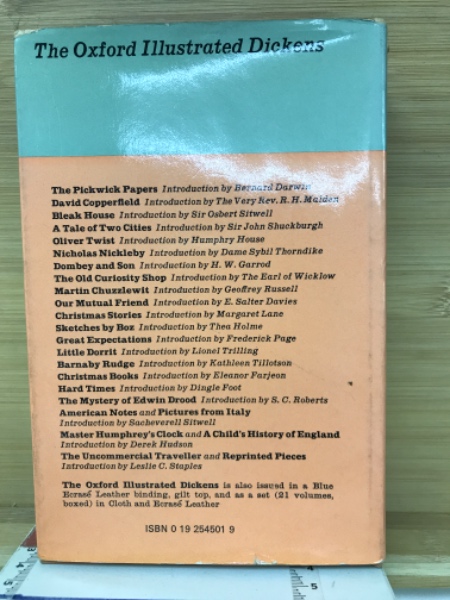 The Oxford Illustrated Dickens
The Pickwick Papers Introduction by Bernard Darwin
David Copperfield Introduction by The Very Rev. R. H. Malden
Bleak House Introduction by Sir Osbert Sitwell
A Tale of Two Cities Introduction by Sir John Shuckburgh
Oliver Twist Introduction by Humphry House
Nicholas Nickleby Introduction by Dame Sybil Thorndike
Dombey and Son Introduction by H. W. Garrod
The Old Curiosity Shop Introduction by The Earl of Wicklow
Martin Chuzzlewit Introduction by Geoffrey Russell
Our Mutual Friend Introduction by E. Salter Davies
Christmas Stories Introduction by Margaret Lane
Sketches by Boz Introduction by Thea Holme
Great Expectations Introduction by Frederick Page
Little Dorrit Introduction by Lionel Trilling
Barnaby Rudge Introduction by Kathleen Tillotson
Christmas Books Introduction by Eleanor Farjeon
Hard Times Introduction by Dingle Foot
The Mystery of Edwin Drood Introduction by S. C. Roberts
American Notes and Pictures from Italy
Introduction by Sacheverell Sitwell
Master Humphrey's Clock and A Child's History of England
Introduction by Derek Hudson
The Uncommercial Traveller and Reprinted Pieces
Introduction by Leslie C. Staples
The Oxford Illustrated Dickens is also issued in a Blue
Ecrasé Leather binding, gilt top, and as a set (21 volumes,
boxed) in Cloth and Ecrasé Leather
ISBN 0 19 254501 9